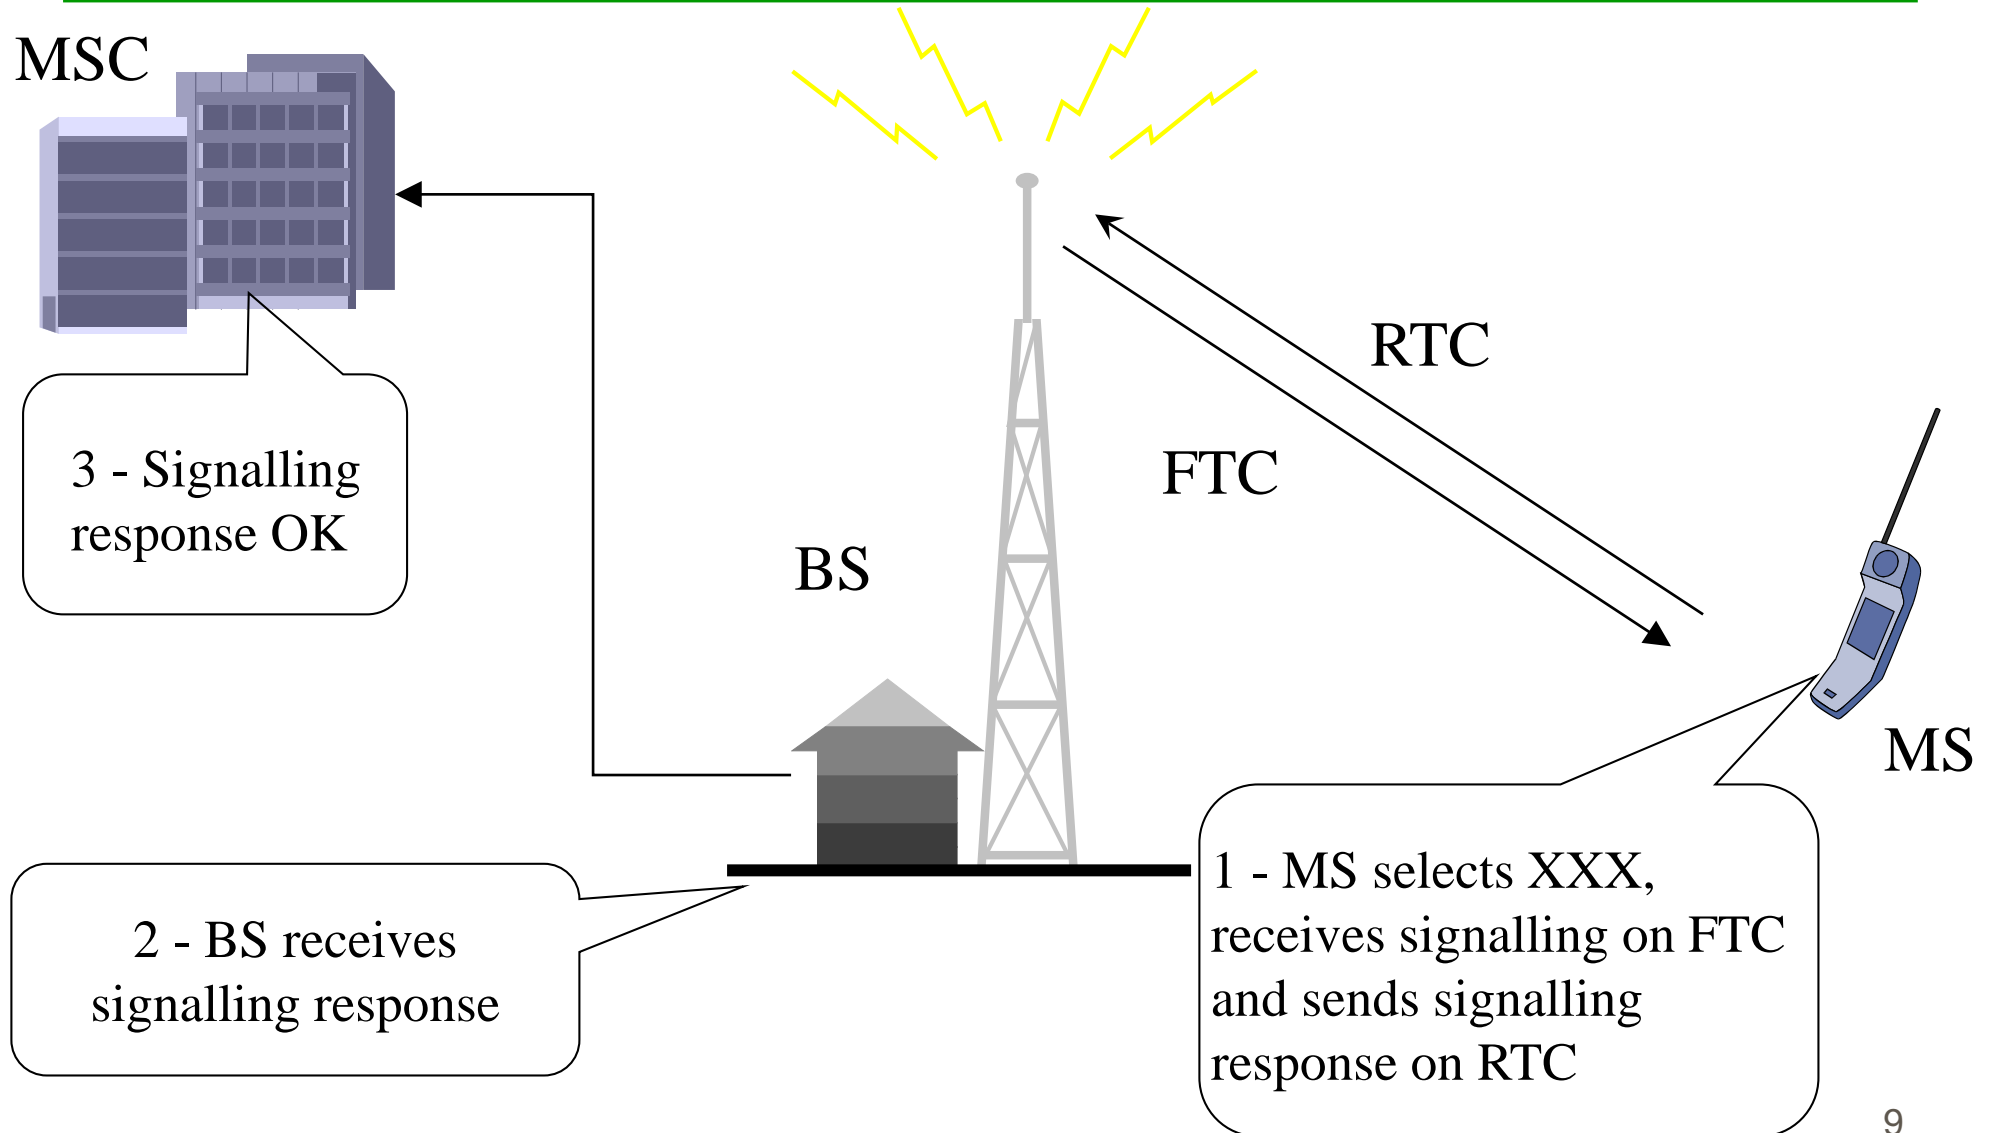 MSC
RTC
FTC
3 - Signalling
response OK
BS
MS
1 - MS selects XXX,
receives signalling on FTC
and sends signalling
response on RTC
2 - BS receives
signalling response
9